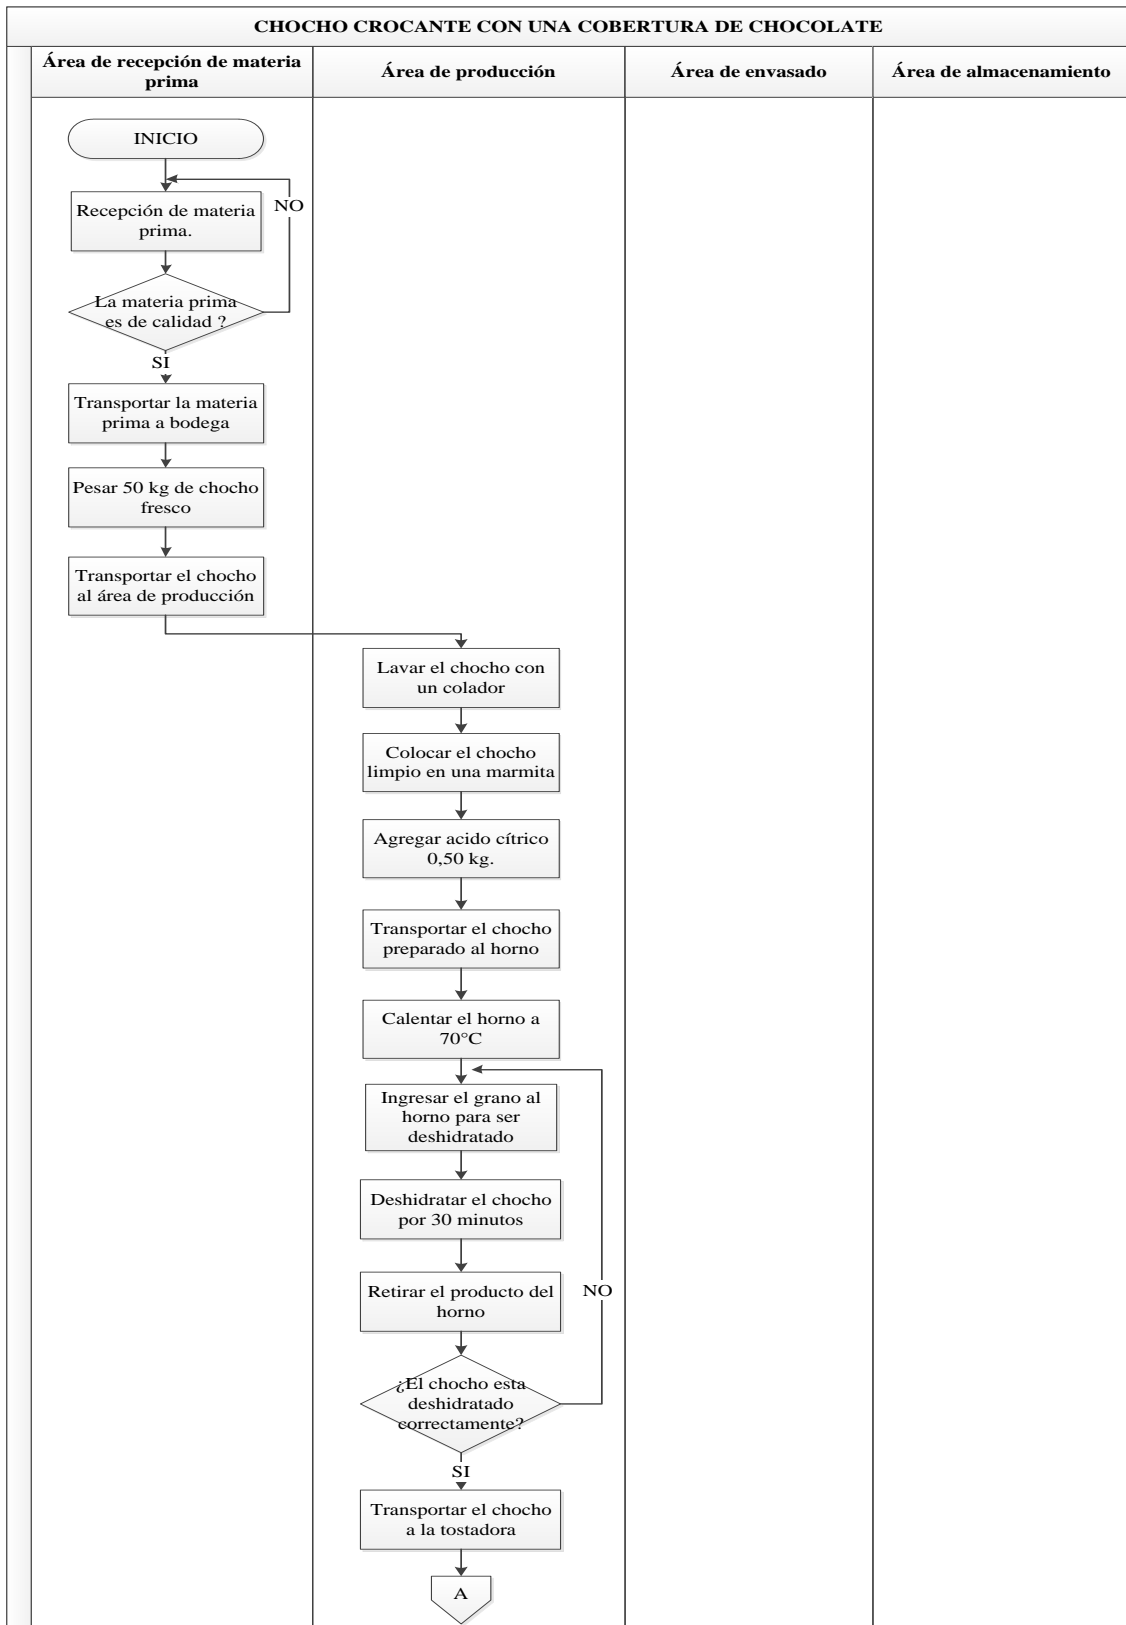 CHOCHO CROCANTE CON UNA COBERTURA DE CHOCOLATE
Área de recepción de materia
prima
Área de producción
Área de envasado
Área de almacenamiento
INICIO
Recepción de materia
prima.
NO
La materia prima
es de calidad ?
SI
Transportar la materia
prima a bodega
Pesar 50 kg de chocho
fresco
Transportar el chocho
al área de producción
Lavar el chocho con
un colador
Colocar el chocho
limpio en una marmita
Agregar acido cítrico
0,50 kg.
Transportar el chocho
preparado al horno
Calentar el horno a
70°C
Ingresar el grano al
horno para ser
deshidratado
Deshidratar el chocho
por 30 minutos
Retirar el producto del
horno
NO
¿El chocho esta
deshidratado
correctamente?
SI
Transportar el chocho
a la tostadora
A